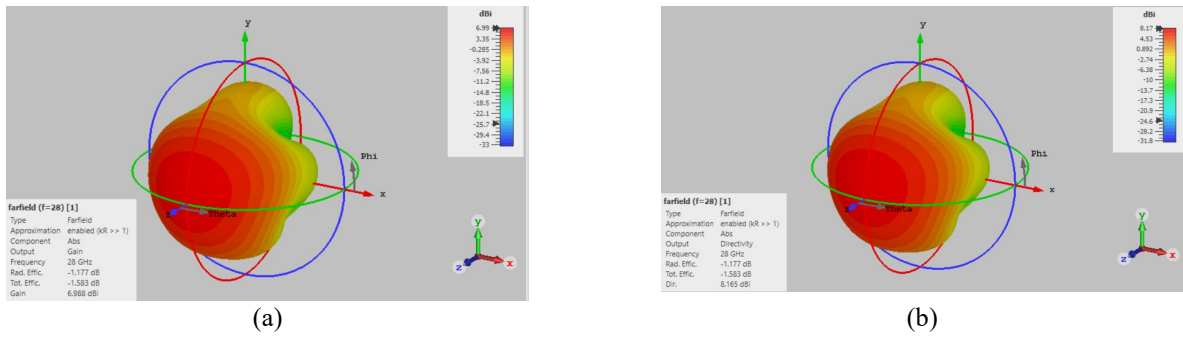 dBi
6.99
3.35
-0.285
-3.92
-7.56
-11.2
-14.8
-18.5
-22.1
-25.7
-29.4
-33
y
Phi
x
z
Theta
farfield (f=28) [1]
Type Farfield
Approximation enabled (kR >> 1)
Component Abs
Output Gain
Frequency 28 GHz
Rad. Effic. -1.177 dB
Tot. Effic. -1.583 dB
Gain 6.988 dBi
y
z
x
(a)
dBi
8.17
4.53
0.892
-2.74
-6.38
-10
-13.7
-17.3
-20.9
-24.6
-28.2
-31.8
y
Phi
x
z
Theta
farfield (f=28) [1]
Type Farfield
Approximation enabled (kR >> 1)
Component Abs
Output Directivity
Frequency 28 GHz
Rad. Effic. -1.177 dB
Tot. Effic. -1.583 dB
Dir. 8.165 dBi
y
z
x
(b)